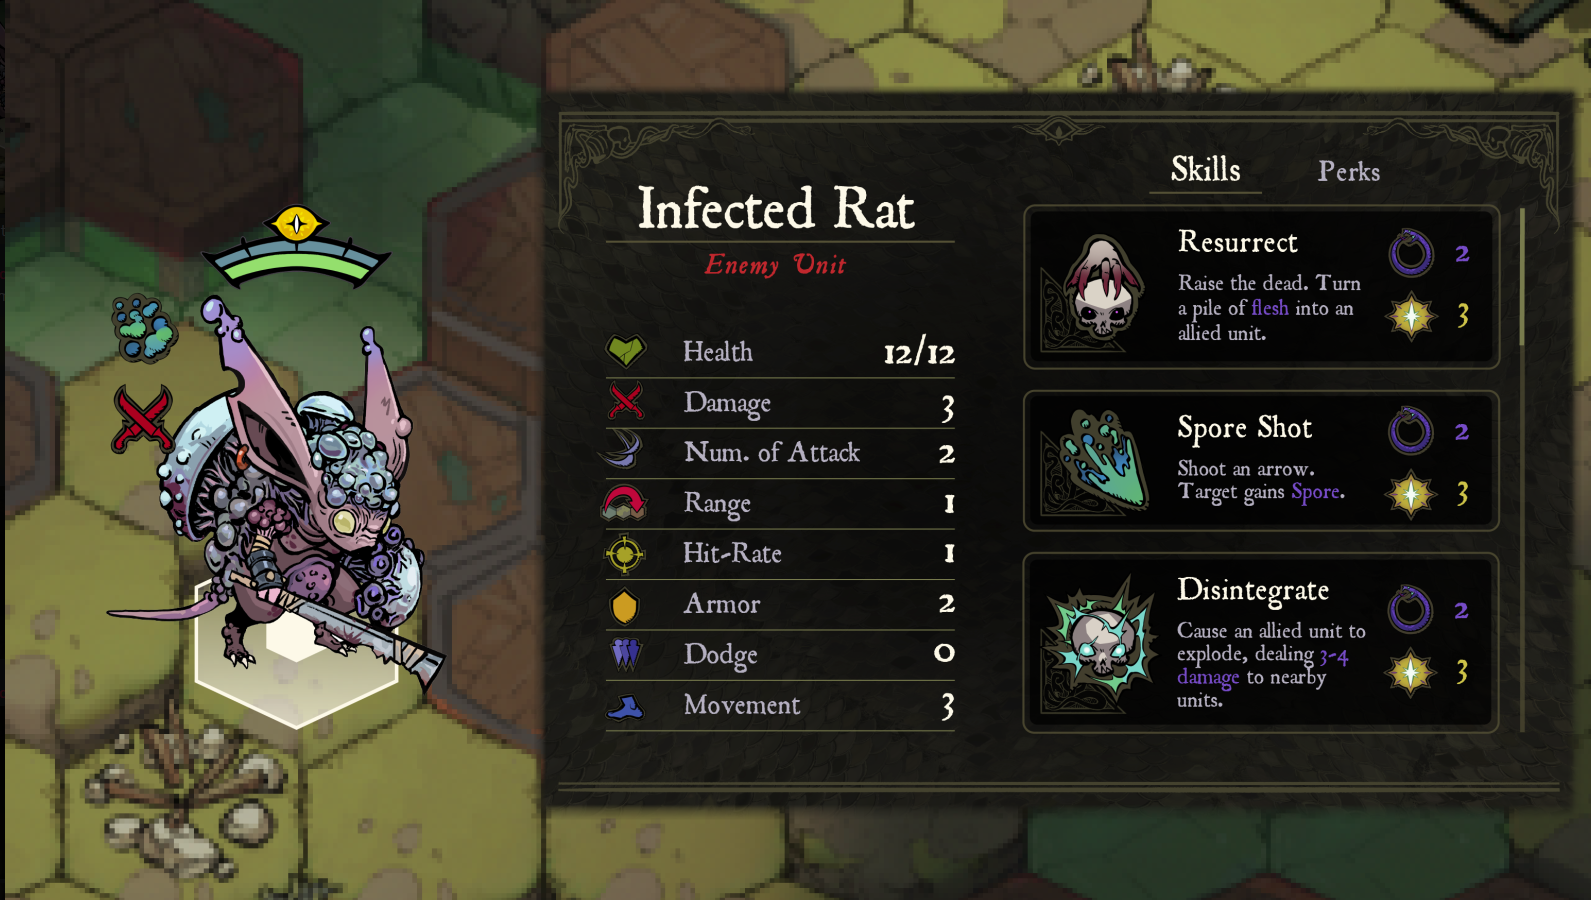 Infected Rat
Enemy Unit
Health 12/12
Damage 3
Num. of Attack 2
Range 1
Hit-Rate 1
Armor 2
Dodge 0
Movement 3
Skills Perks
Resurrect 2
Raise the dead. Turn
a pile of flesh into an 3
allied unit.
Spore Shot 2
Shoot an arrow.
Target gains Spore. 3
Disintegrate 2
Cause an allied unit to
explode, dealing 3-4
damage to nearby 3
units.